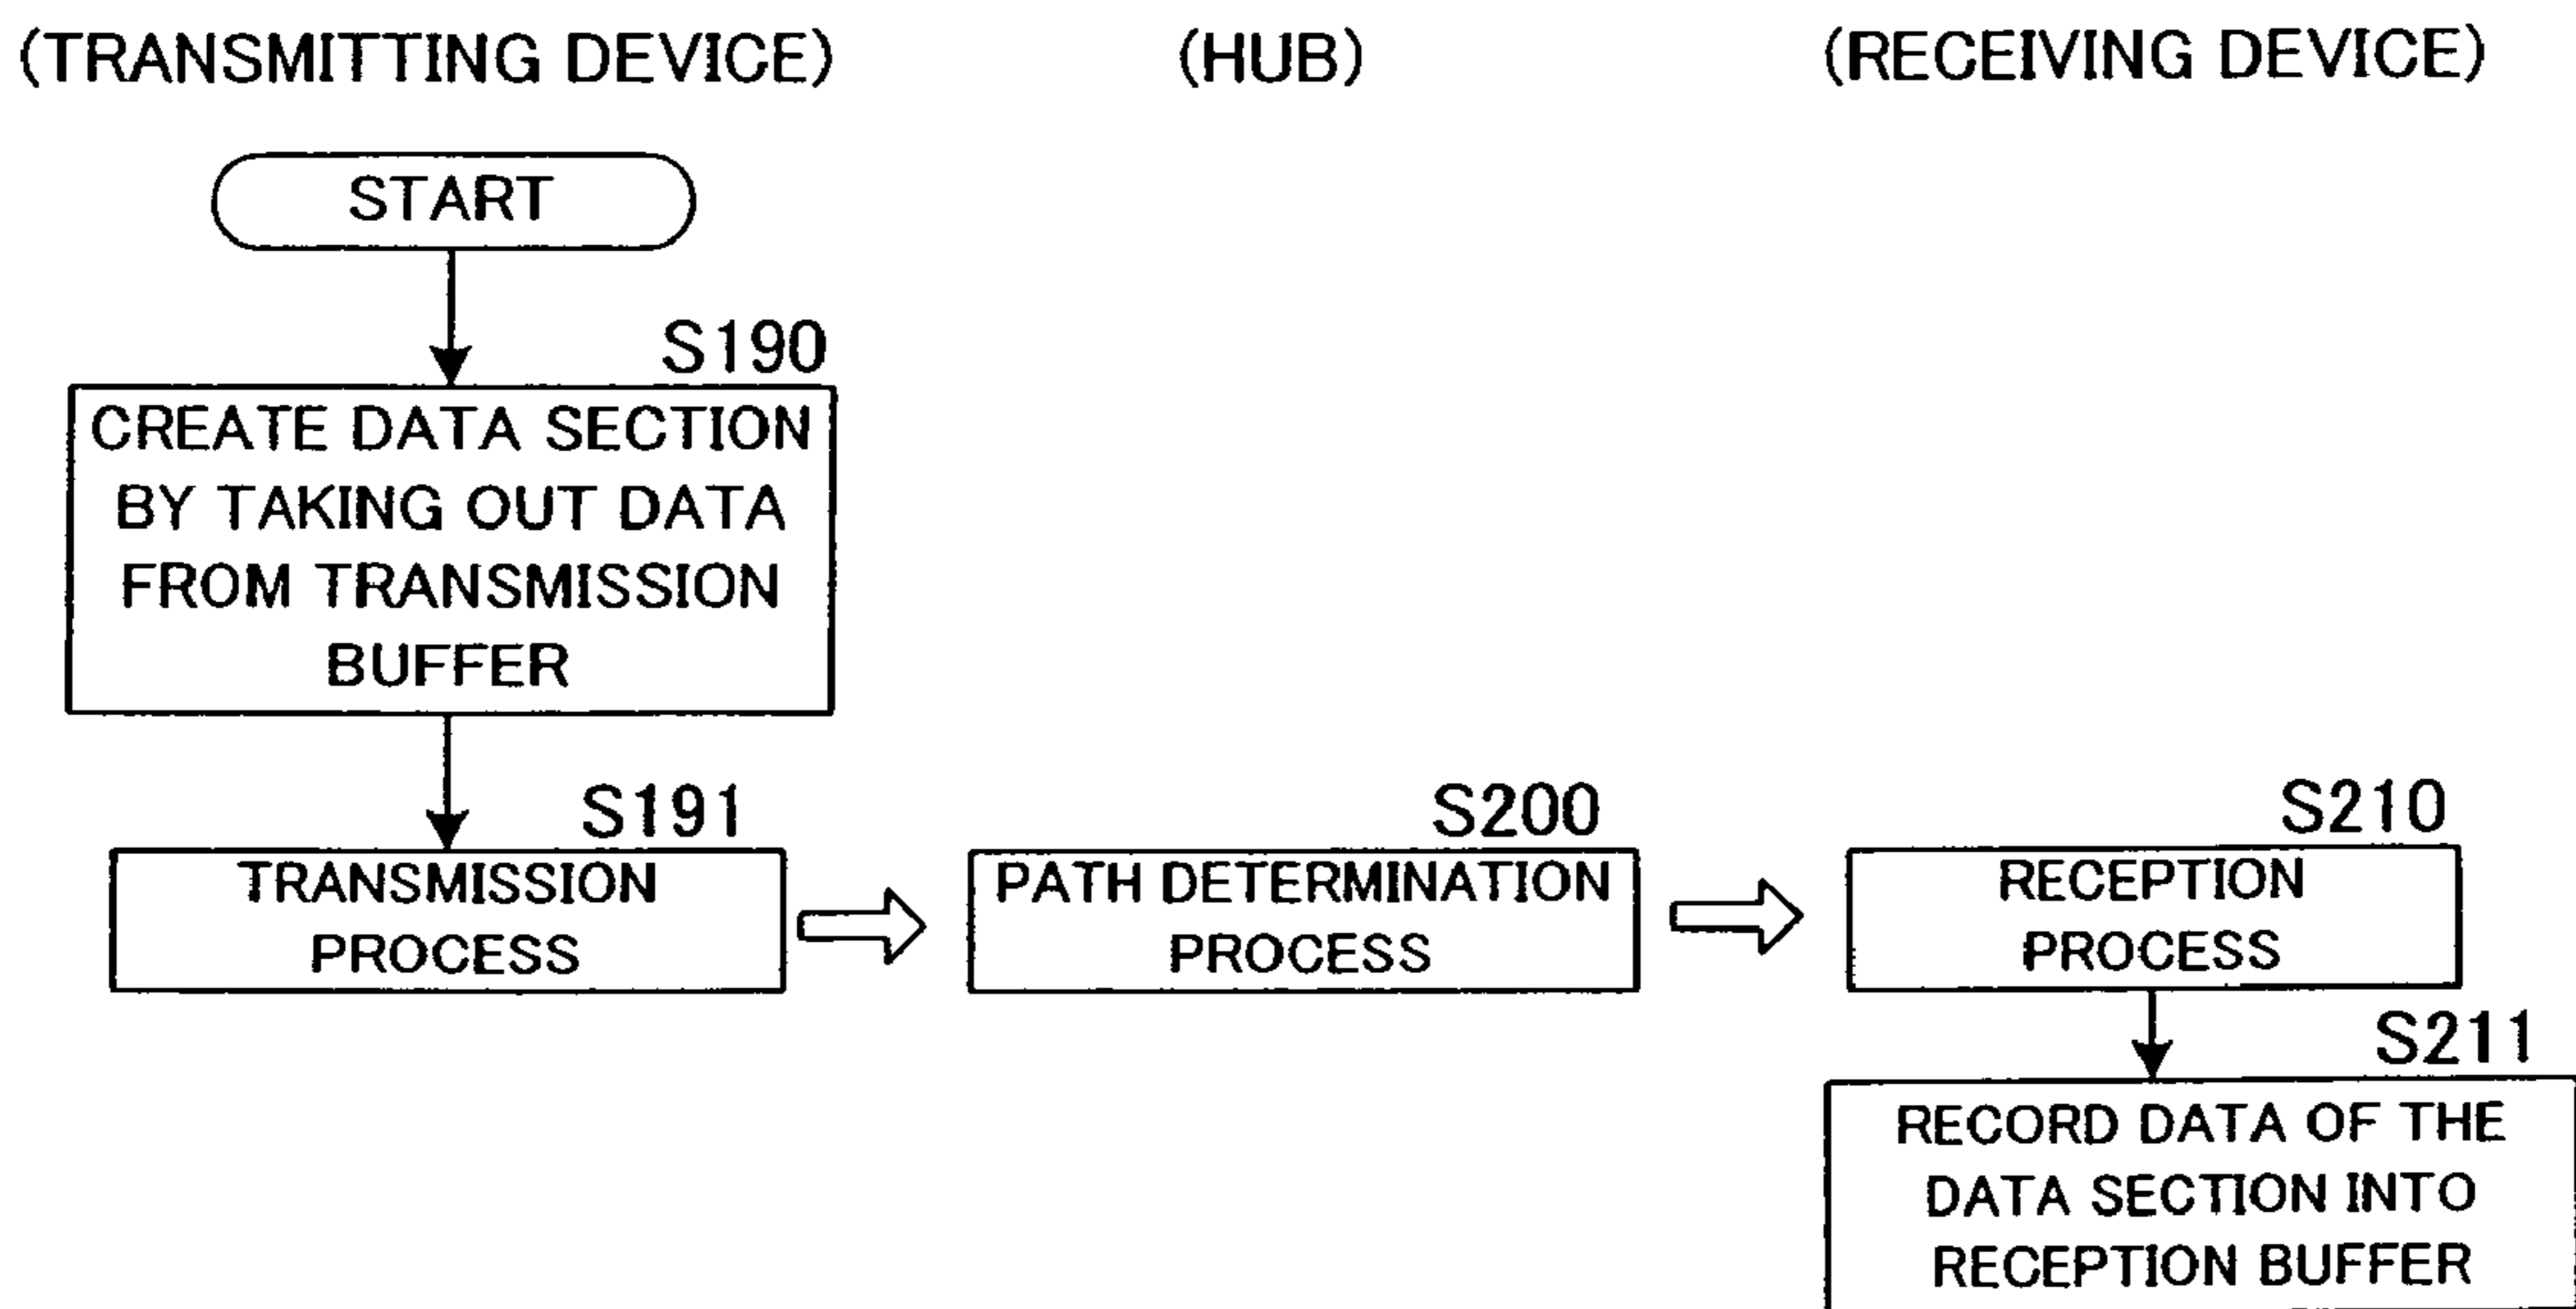 (TRANSMITTING DEVICE)
(HUB)
(RECEIVING DEVICE)
START
S190
CREATE DATA SECTION
BY TAKING OUT DATA
FROM TRANSMISSION
BUFFER
S191
TRANSMISSION
PROCESS
S200
PATH DETERMINATION
PROCESS
S210
RECEPTION
PROCESS
S211
RECORD DATA OF THE
DATA SECTION INTO
RECEPTION BUFFER